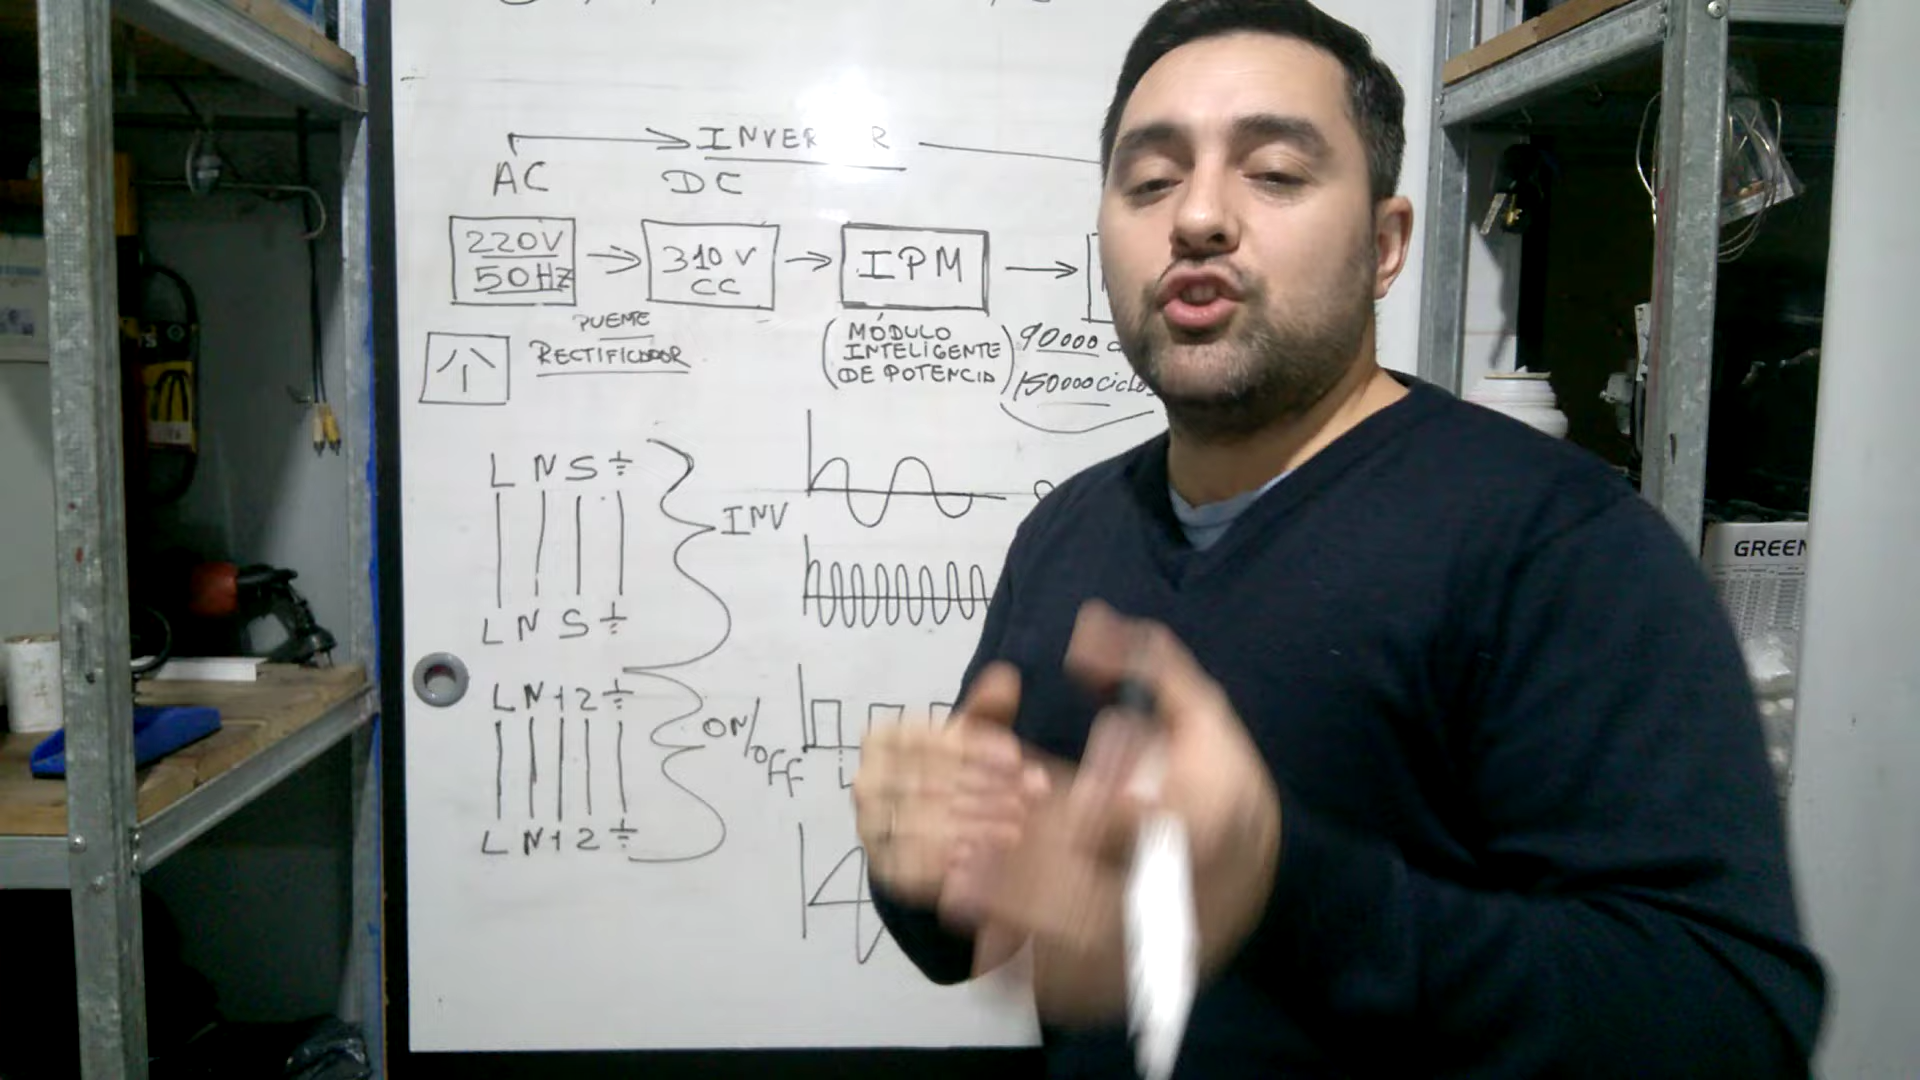 INVER R
AC
DC
220V
50Hz
310 V
CC
IPM
PUENTE
RECTIFICADOR
MÓDULO
INTELIGENTE
DE POTENCIA
90000
150000 ciclos
L N S
INV
L N S
L N 1 2
ON/OFF
L N 1 2
GREEN